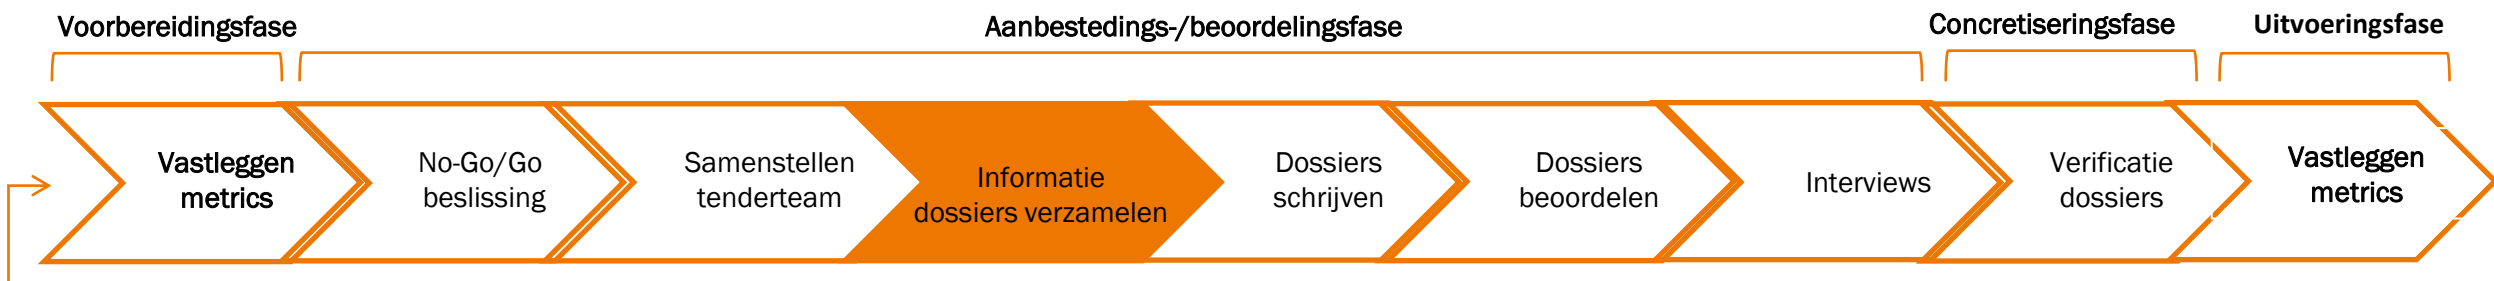 Voorbereidingsfase
Aanbestedings-/beoordelingsfase
Concretiseringsfase
Uitvoeringsfase
Vastleggen
metrics
No-Go/Go
beslissing
Samenstellen
tenderteam
Informatie
dossiers verzamelen
Dossiers
schrijven
Dossiers
beoordelen
Interviews
Verificatie
dossiers
Vastleggen
metrics